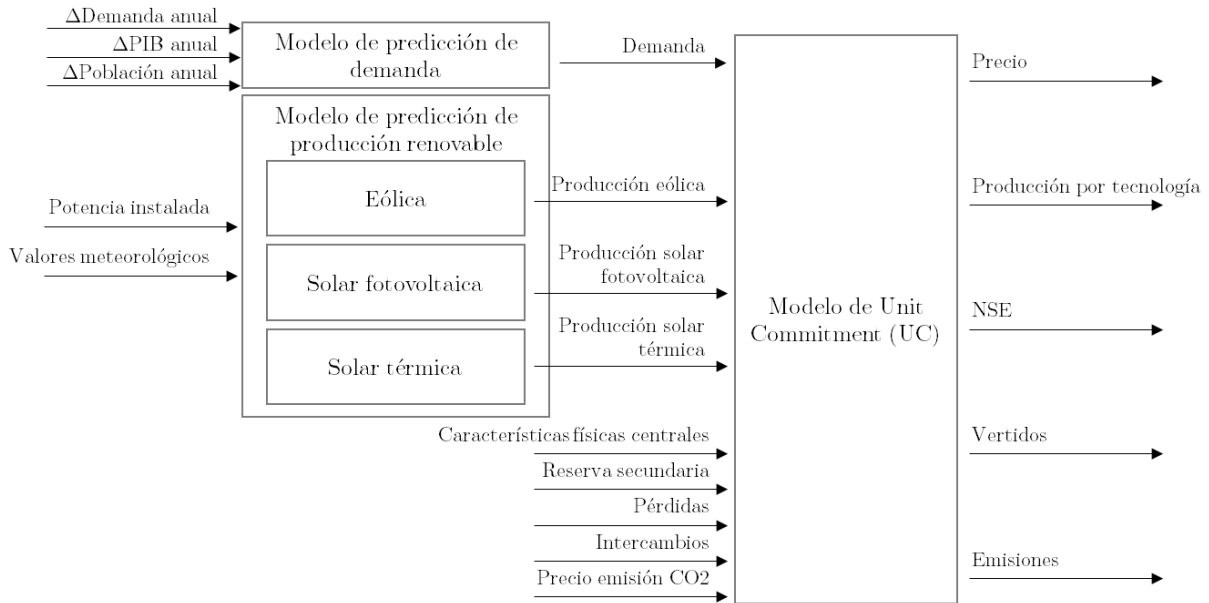 ΔDemanda anual
ΔPIB anual
ΔPoblación anual
Modelo de predicción de
demanda
Demanda
Modelo de predicción de
producción renovable
Potencia instalada
Valores meteorológicos
Eólica
Solar fotovoltaica
Solar térmica
Producción eólica
Producción solar
fotovoltaica
Producción solar
térmica
Características físicas centrales
Reserva secundaria
Pérdidas
Intercambios
Precio emisión CO2
Modelo de Unit
Commitment (UC)
Precio
Producción por tecnología
NSE
Vertidos
Emisiones